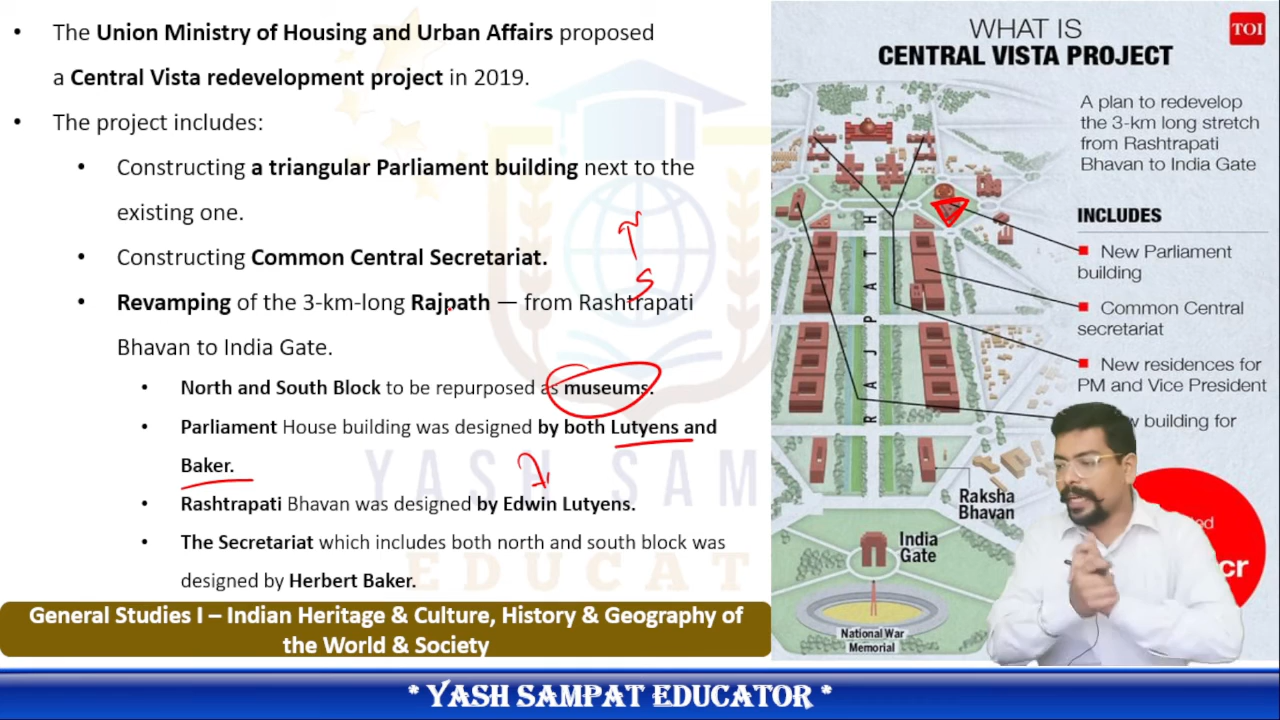 • The Union Ministry of Housing and Urban Affairs proposed
a Central Vista redevelopment project in 2019.
• The project includes:
• Constructing a triangular Parliament building next to the
existing one.
• Constructing Common Central Secretariat.
• Revamping of the 3-km-long Rajpath — from Rashtrapati
Bhavan to India Gate.
• North and South Block to be repurposed as museums.
• Parliament House building was designed by both Lutyens and
Baker.
• Rashtrapati Bhavan was designed by Edwin Lutyens.
• The Secretariat which includes both north and south block was
designed by Herbert Baker.
YASH SAM
EDUCAT
General Studies I – Indian Heritage & Culture, History & Geography of
the World & Society
TOI
WHAT IS
CENTRAL VISTA PROJECT
A plan to redevelop
the 3-km long stretch
from Rashtrapati
Bhavan to India Gate
INCLUDES
New Parliament
building
Common Central
secretariat
New residences for
PM and Vice President
building for
cr
RAJPATH
Raksha
Bhavan
India
Gate
National War
Memorial
* YASH SAMPAT EDUCATOR *